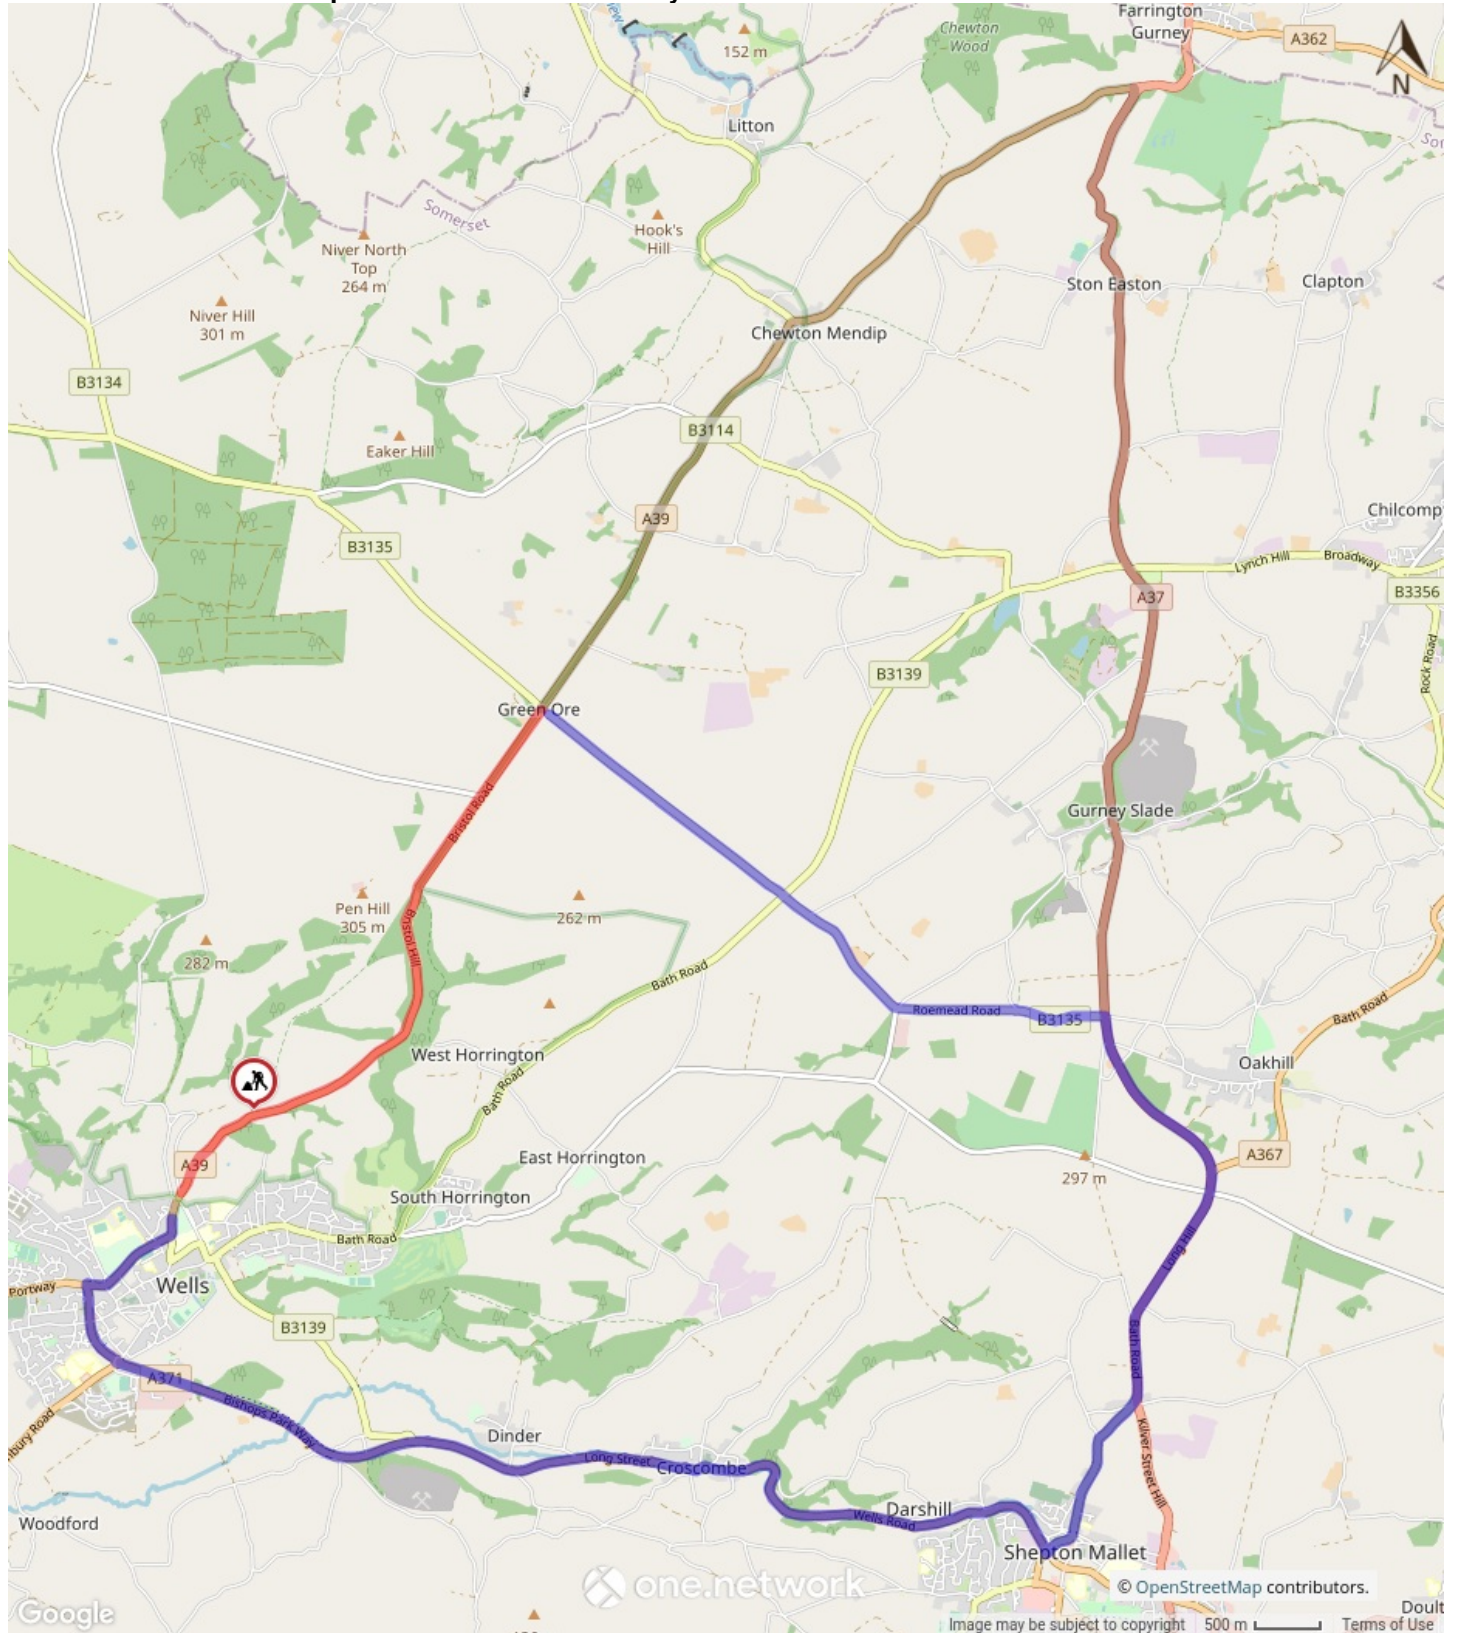 Farrington
Gurney
A362
N
Chewton
Wood
152 m
Litton
Somerset
Hook's
Hill
Niver North
Top
264 m
Niver Hill
301 m
Ston Easton
Clapton
Chewton Mendip
B3134
B3114
Eaker Hill
A39
Chilcomp
B3135
Lynch Hill
Broadway
A37
B3356
Rock Road
B3139
Green Ore
Bristol Road
Gurney Slade
Pen Hill
305 m
262 m
282 m
Bristol Hill
Bath Road
Roemead Road
B3135
Bath Road
West Horrington
Oakhill
Bath Road
A39
East Horrington
A367
297 m
South Horrington
Bath Road
Long Hill
Portway
Wells
B3139
Bath Road
A371
Bishops Park Way
bury Road
Dinder
Long Street
Croscombe
Kilver Street Hill
Woodford
Darshill
Wells Road
Shepton Mallet
one.network
© OpenStreetMap contributors.
Google
Doult
Image may be subject to copyright
500 m
Terms of Use